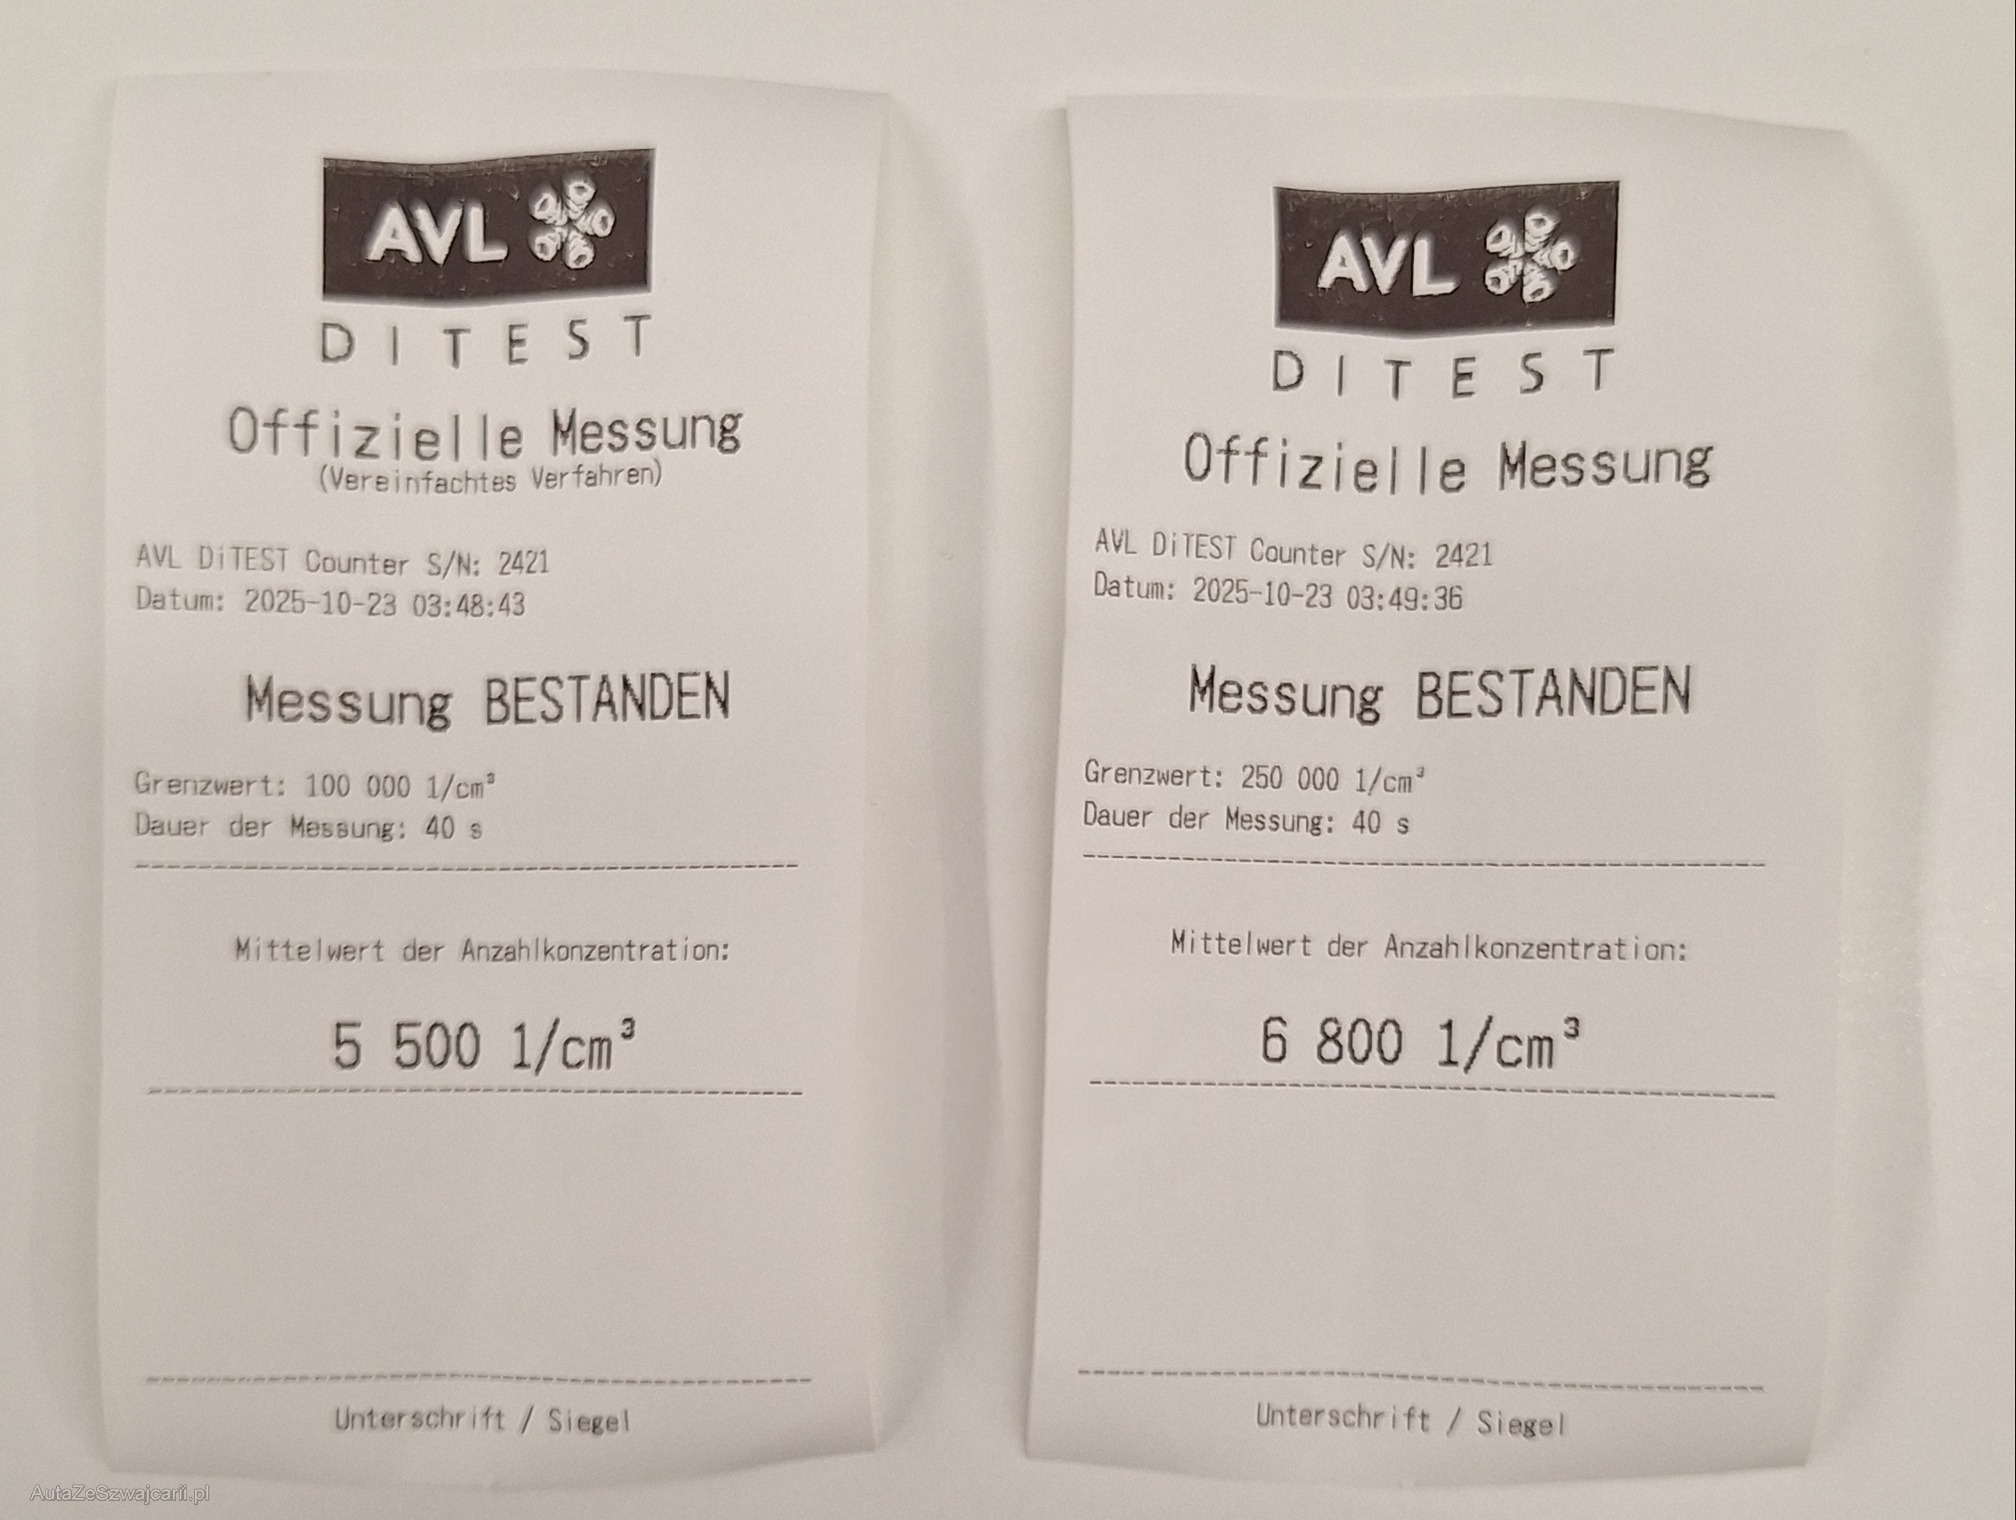 AVL
DITEST
Offizielle Messung
(Vereinfachtes Verfahren)
AVL DiTEST Counter S/N: 2421
Datum: 2025-10-23 03:48:43
Messung BESTANDEN
Grenzwert: 100 000 1/cm³
Dauer der Messung: 40 s
Mittelwert der Anzahlkonzentration:
5 500 1/cm³
Unterschrift / Siegel
AVL
DITEST
Offizielle Messung
AVL DiTEST Counter S/N: 2421
Datum: 2025-10-23 03:49:36
Messung BESTANDEN
Grenzwert: 250 000 1/cm³
Dauer der Messung: 40 s
Mittelwert der Anzahlkonzentration:
6 800 1/cm³
Unterschrift / Siegel
AutaZeSzwajcarii.pl